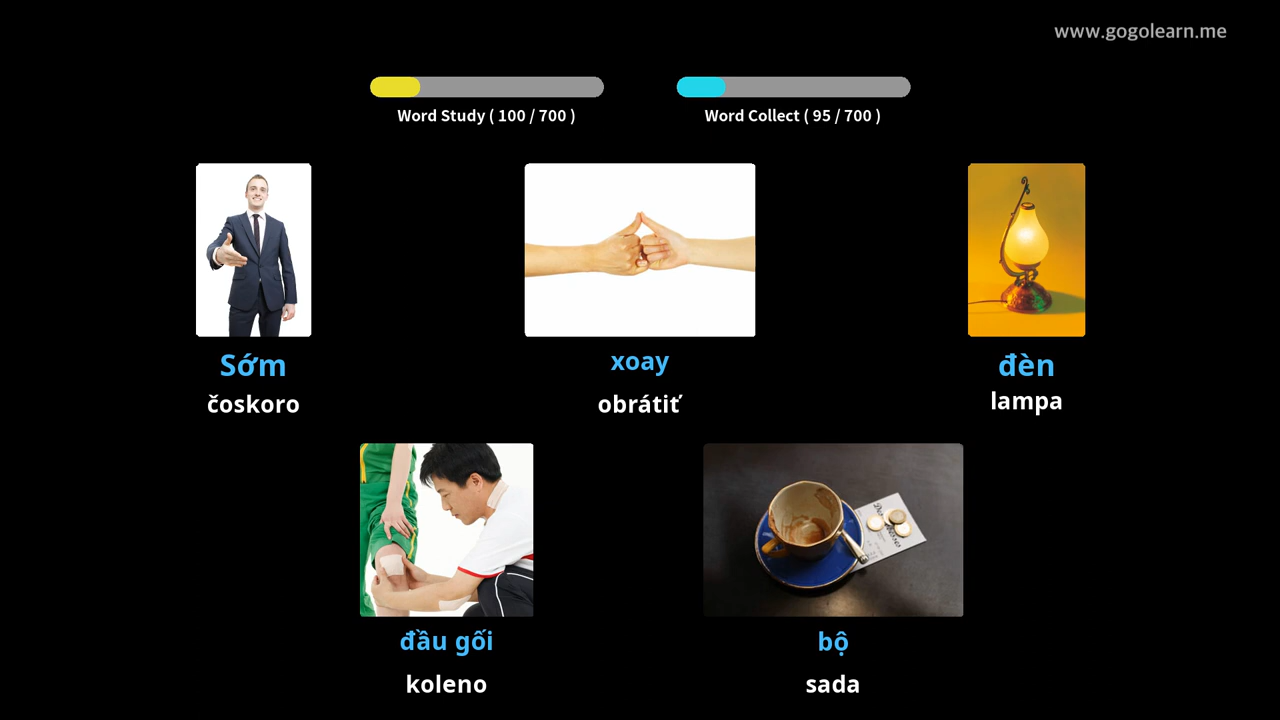 www.gogolearn.me
Word Study ( 100 / 700 )
Word Collect ( 95 / 700 )
Sớm
čoskoro
xoay
obrátiť
đèn
lampa
đầu gối
koleno
bộ
sada